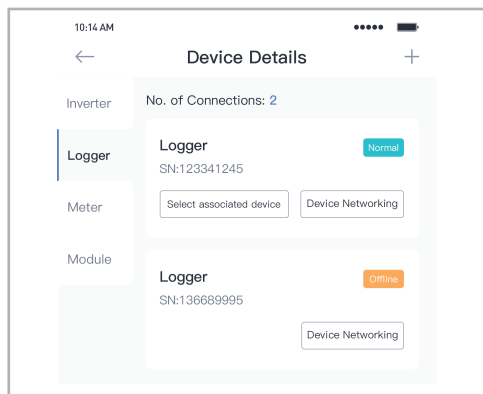 10:14 AM
Device Details
Inverter
Logger
Meter
Module
No. of Connections: 2
Logger
Normal
SN:123341245
Select associated device
Device Networking
Logger
Offline
SN:136689995
Device Networking